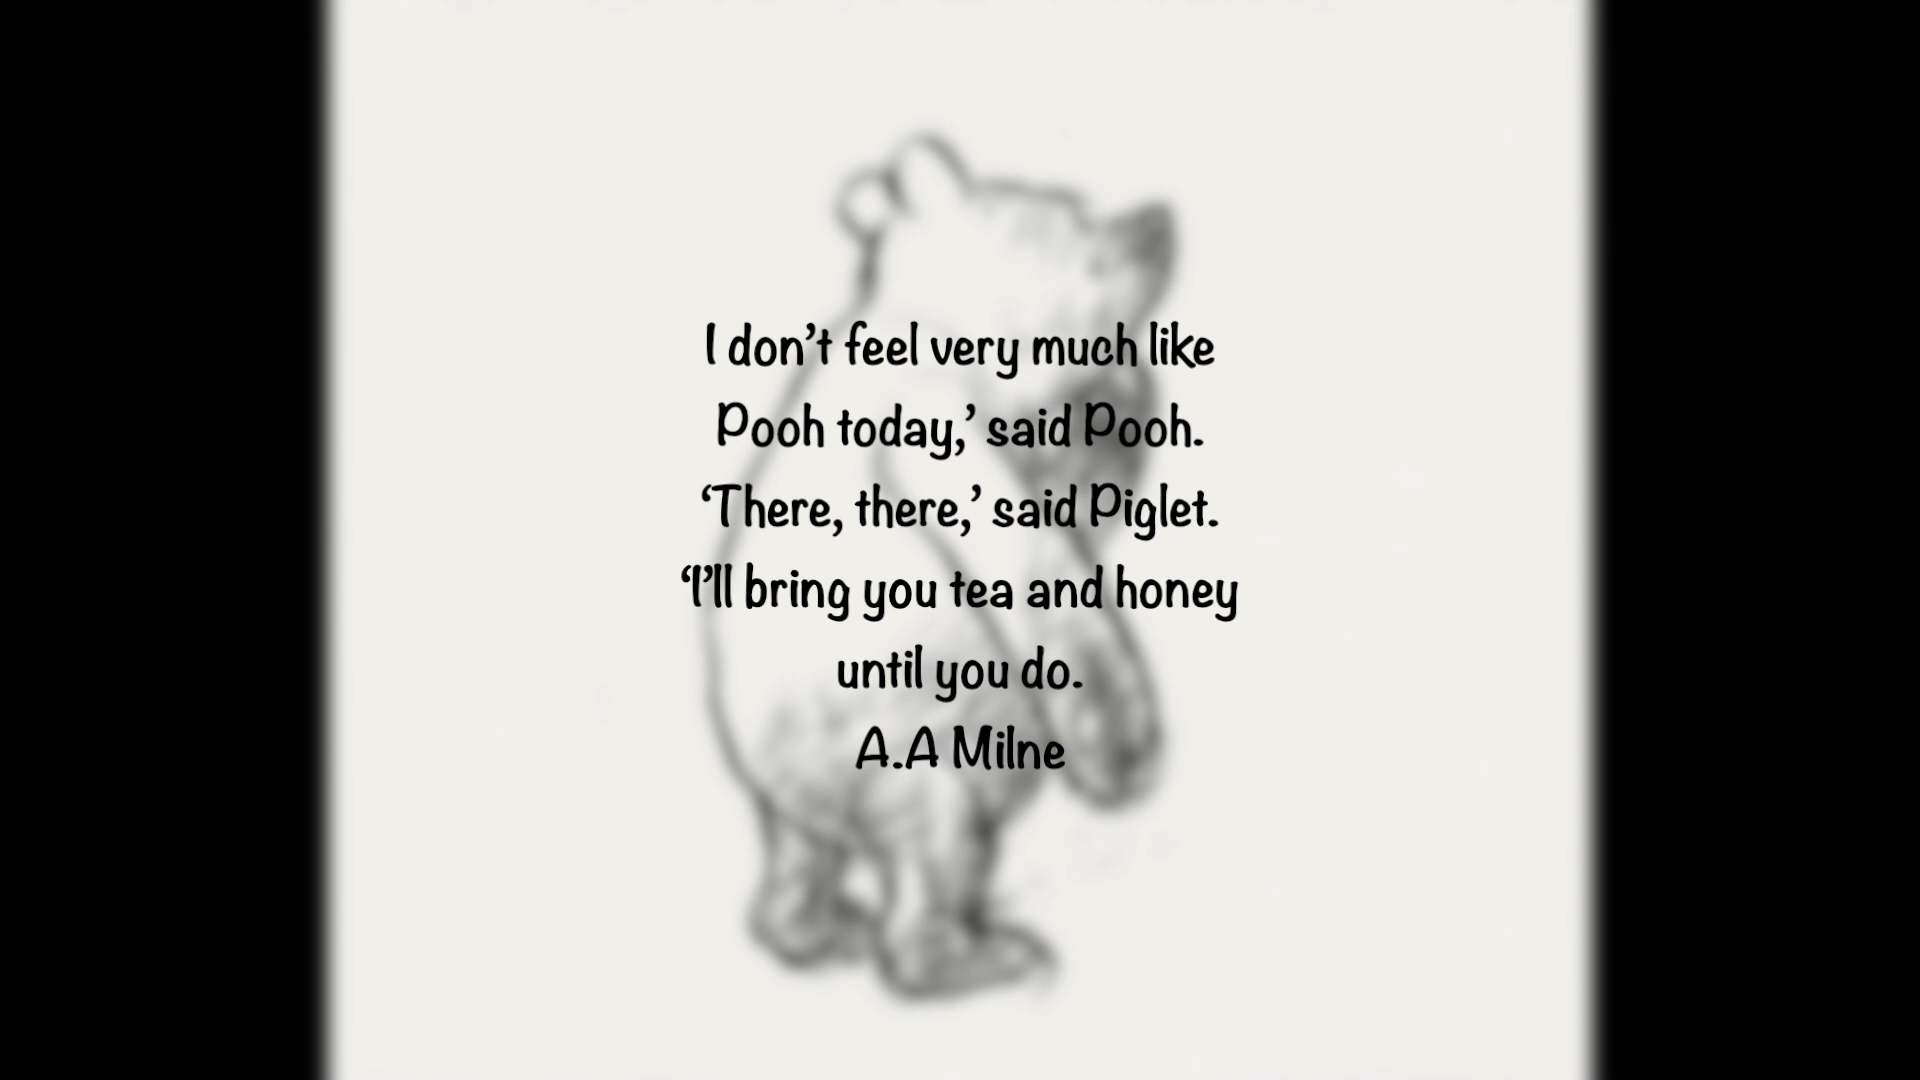 I don’t feel very much like
Pooh today,’ said Pooh.
‘There, there,’ said Piglet.
‘I’ll bring you tea and honey
until you do.
A.A Milne